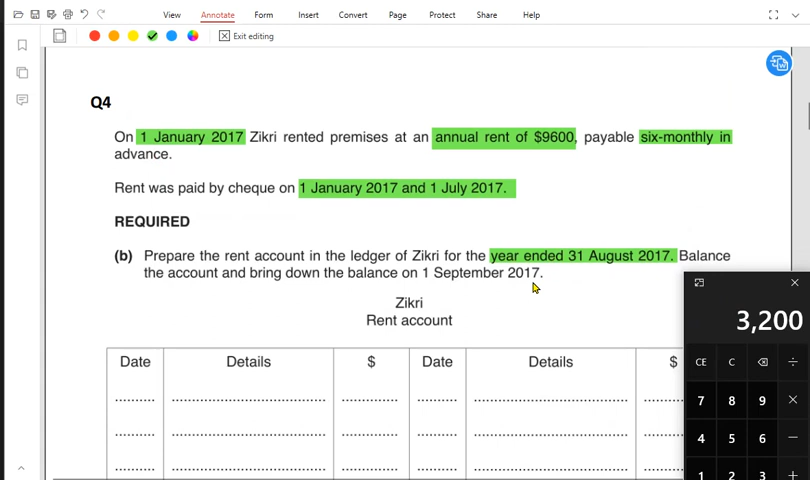 View
Annotate
Form
Insert
Convert
Page
Protect
Share
Help
Exit editing
Q4
On 1 January 2017 Zikri rented premises at an annual rent of $9600, payable six-monthly in
advance.
Rent was paid by cheque on 1 January 2017 and 1 July 2017.
REQUIRED
(b) Prepare the rent account in the ledger of Zikri for the year ended 31 August 2017. Balance
the account and bring down the balance on 1 September 2017.
Zikri
Rent account
Date Details $ Date Details $
3,200
CE C ÷
7 8 9 ×
4 5 6 −
1 2 3 +